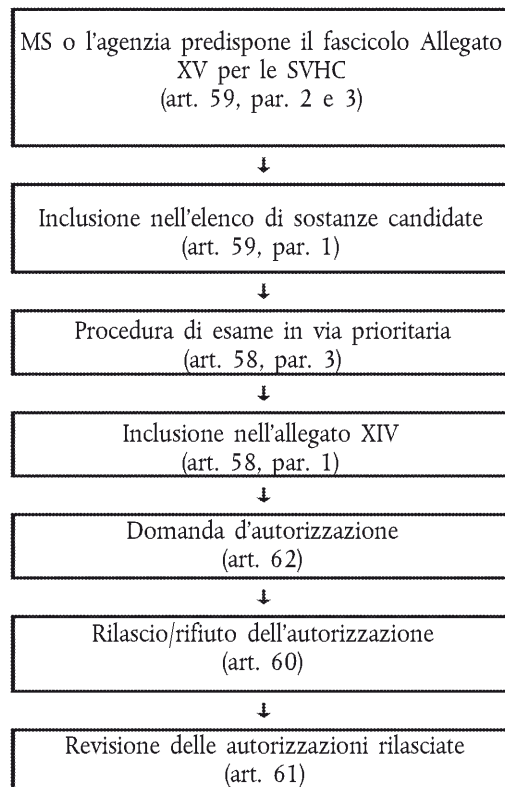 MS o l'agenzia predispone il fascicolo Allegato
XV per le SVHC
(art. 59, par. 2 e 3)
↓
Inclusione nell'elenco di sostanze candidate
(art. 59, par. 1)
↓
Procedura di esame in via prioritaria
(art. 58, par. 3)
↓
Inclusione nell'allegato XIV
(art. 58, par. 1)
↓
Domanda d'autorizzazione
(art. 62)
↓
Rilascio/rifiuto dell'autorizzazione
(art. 60)
↓
Revisione delle autorizzazioni rilasciate
(art. 61)